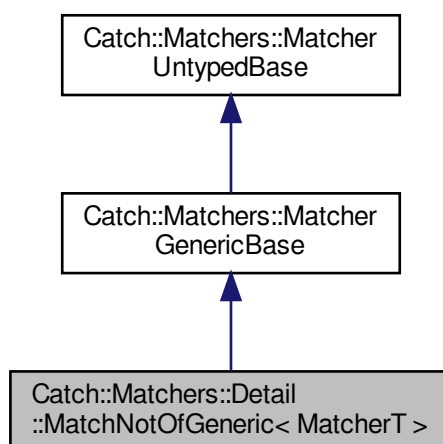 Catch::Matchers::Matcher
UntypedBase
Catch::Matchers::Matcher
GenericBase
Catch::Matchers::Detail
::MatchNotOfGeneric< MatcherT >